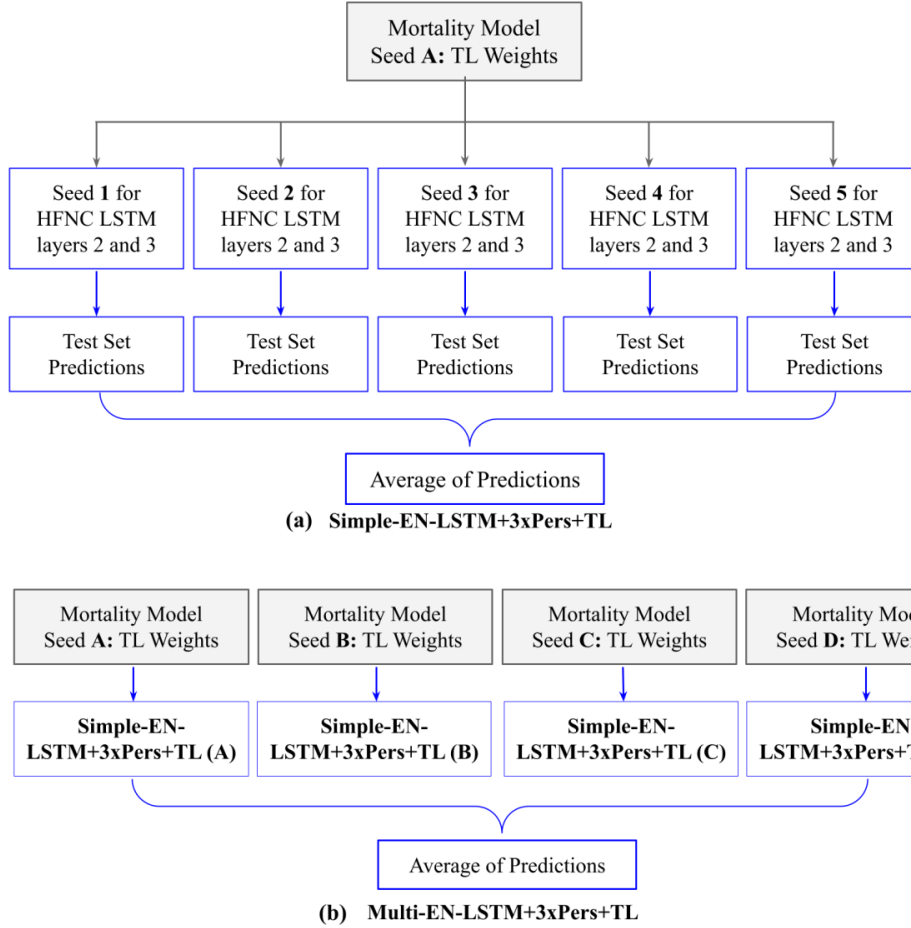 Mortality Model
Seed A: TL Weights
Seed 1 for
HFNC LSTM
layers 2 and 3
Seed 2 for
HFNC LSTM
layers 2 and 3
Seed 3 for
HFNC LSTM
layers 2 and 3
Seed 4 for
HFNC LSTM
layers 2 and 3
Seed 5 for
HFNC LSTM
layers 2 and 3
Test Set
Predictions
Test Set
Predictions
Test Set
Predictions
Test Set
Predictions
Test Set
Predictions
Average of Predictions
(a) Simple-EN-LSTM+3xPers+TL
Mortality Model
Seed A: TL Weights
Mortality Model
Seed B: TL Weights
Mortality Model
Seed C: TL Weights
Mortality
Seed D: TL
Simple-EN-
LSTM+3xPers+TL (A)
Simple-EN-
LSTM+3xPers+TL (B)
Simple-EN-
LSTM+3xPers+TL (C)
Average of Predictions
(b) Multi-EN-LSTM+3xPers+TL